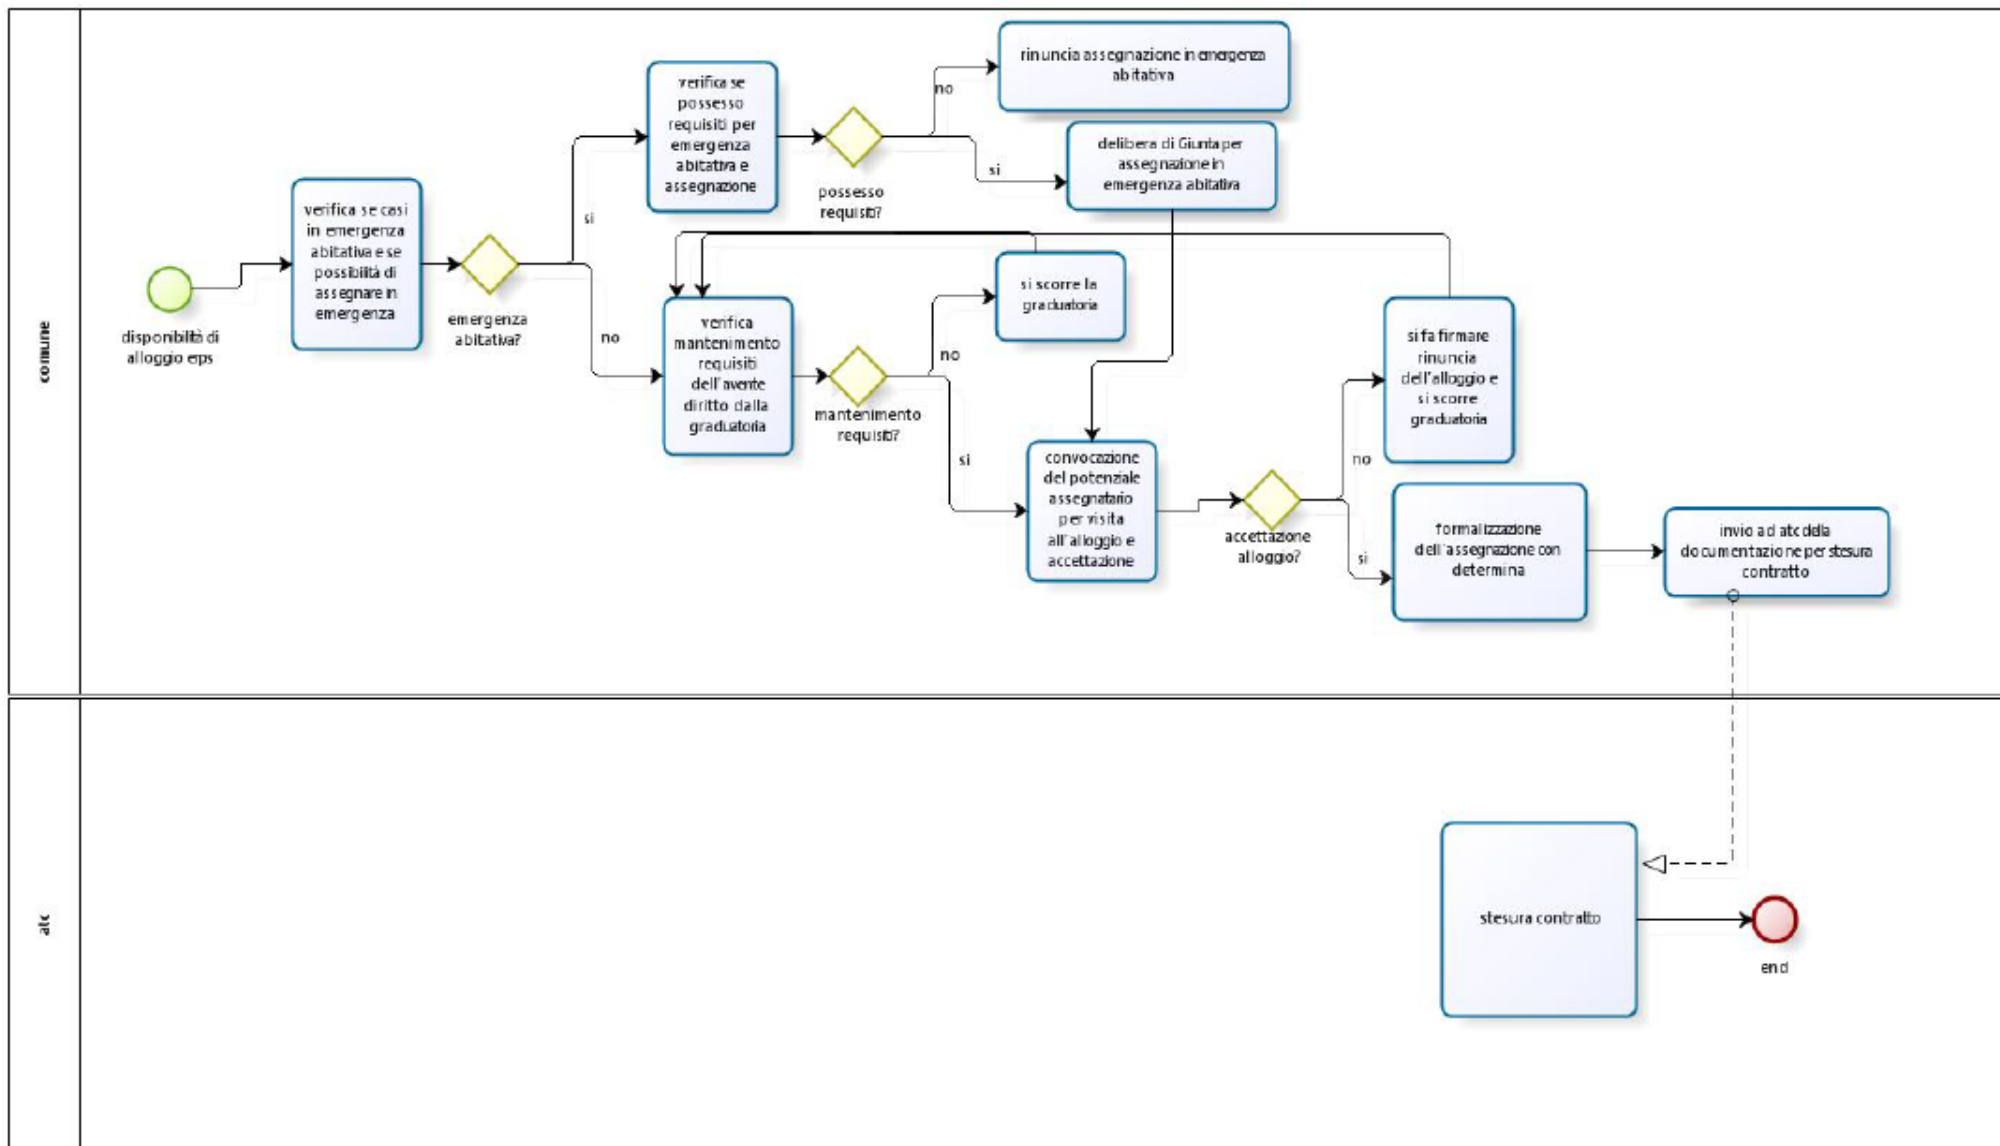 comune
disponibiltà di
alloggio eps
verifica se casi
in emergenza
abitativa e se
possibilità di
assegnare in
emergenza
emergenza
abitativa?
si
no
verifica se
possesso
requisiti per
emergenza
abitativa e
assegnazione
possesso
requisiti?
no
si
rinuncia assegnazione in emergenza
abitativa
delibera di Giunta per
assegnazione in
emergenza abitativa
verifica
mantenimento
requisiti
dell'avente
diritto dalla
graduatoria
mantenimento
requisiti?
no
si
si scorre la
graduatoria
convocazione
del potenziale
assegnatario
per visita
all'alloggio e
accettazione
accettazione
alloggio?
no
si
si fa firmare
rinuncia
dell'alloggio e
si scorre
graduatoria
formalizzazione
dell'assegnazione con
determina
invio ad atc della
documentazione per stesura
contratto
atc
stesura contratto
end